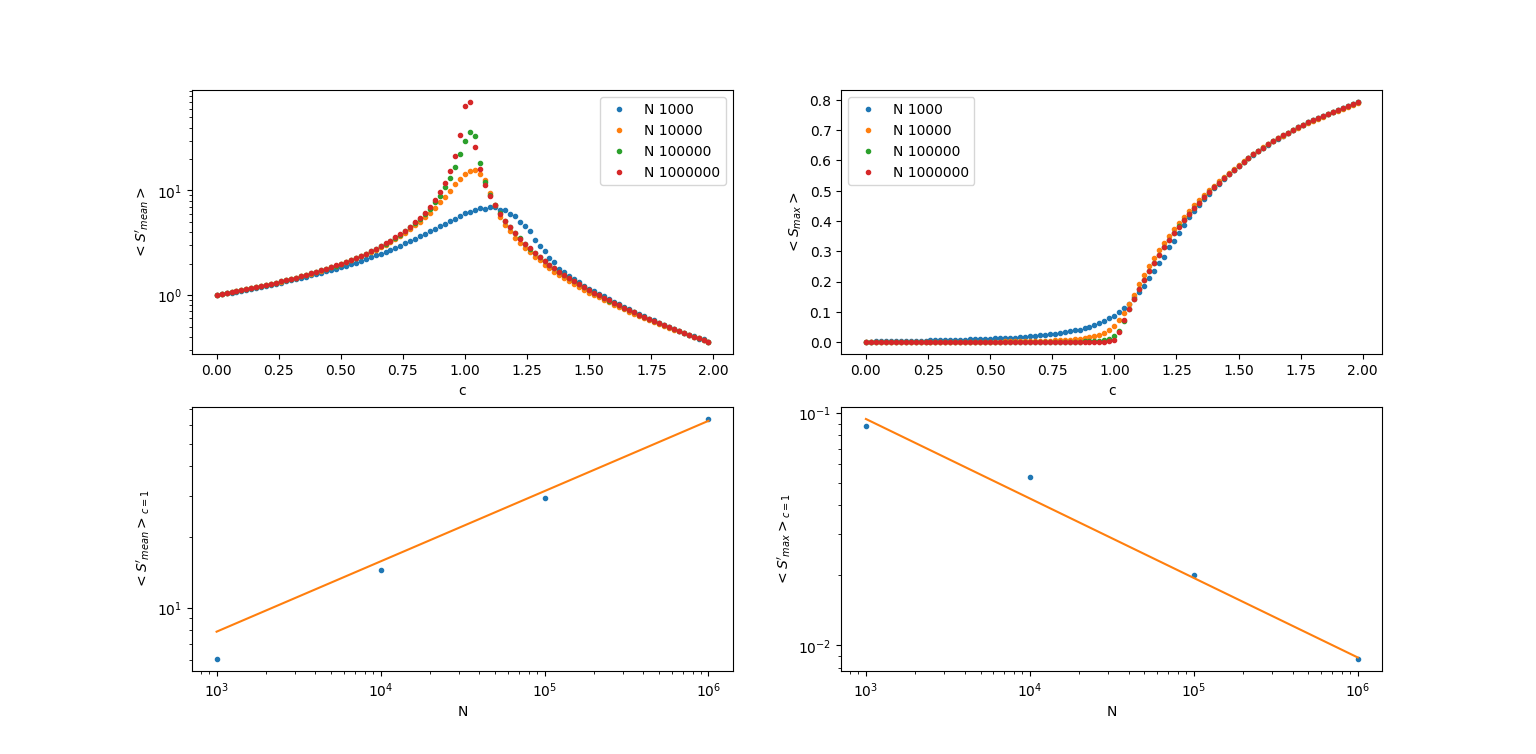 < S'mean >
10¹
10⁰
N 1000
N 10000
N 100000
N 1000000
0.00 0.25 0.50 0.75 1.00 1.25 1.50 1.75 2.00
c
< Smax >
0.8
0.7
0.6
0.5
0.4
0.3
0.2
0.1
0.0
N 1000
N 10000
N 100000
N 1000000
0.00 0.25 0.50 0.75 1.00 1.25 1.50 1.75 2.00
c
< S'mean > c = 1
10¹
10³ 10⁴ 10⁵ 10⁶
N
< S'max > c = 1
10⁻¹
10⁻²
10³ 10⁴ 10⁵ 10⁶
N